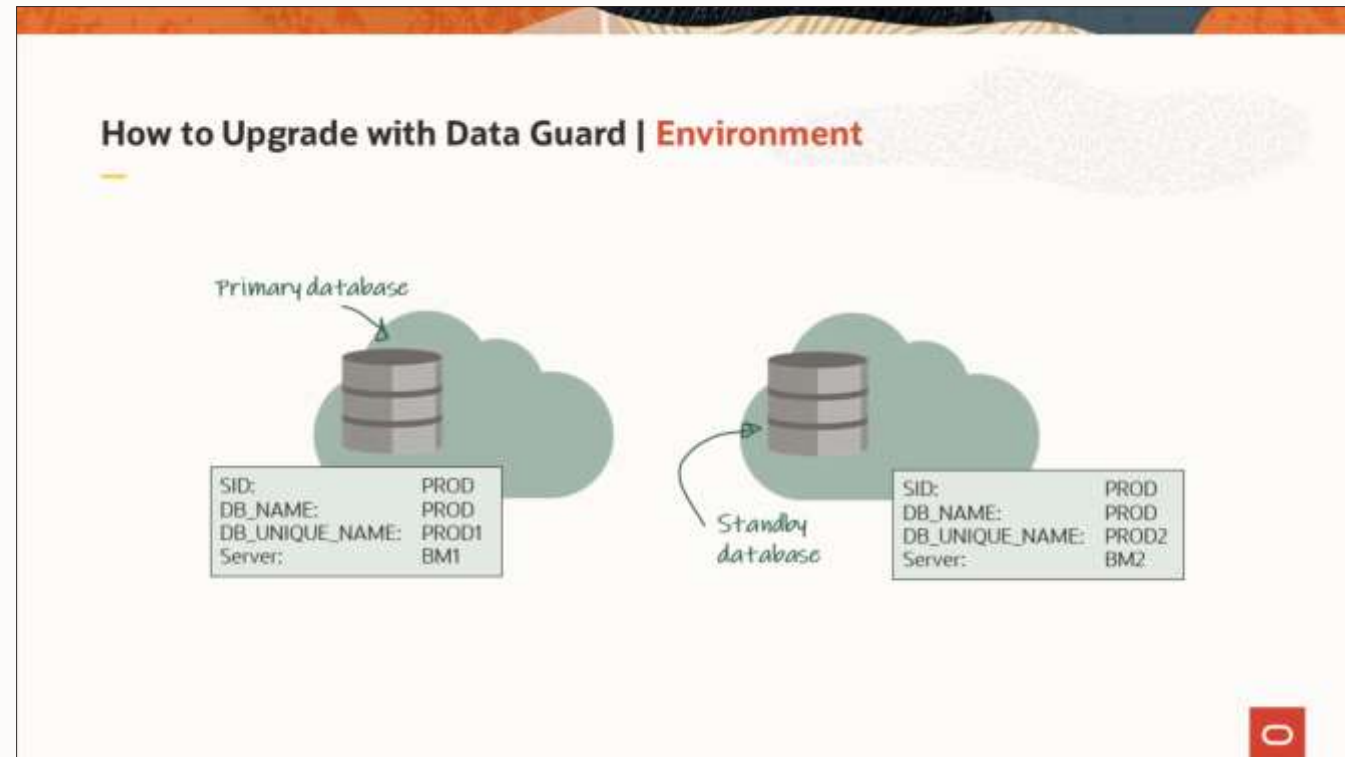 How to Upgrade with Data Guard | Environment
Primary database
SID: PROD
DB_NAME: PROD
DB_UNIQUE_NAME: PROD1
Server: BM1
Standby
database
SID: PROD
DB_NAME: PROD
DB_UNIQUE_NAME: PROD2
Server: BM2